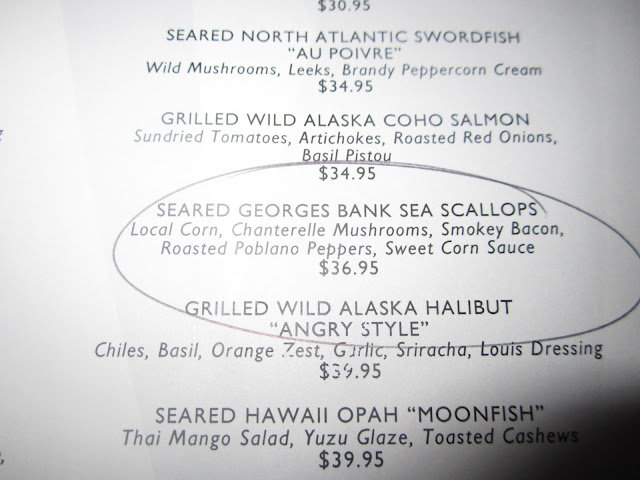 $30.95
SEARED NORTH ATLANTIC SWORDFISH
"AU POIVRE"
Wild Mushrooms, Leeks, Brandy Peppercorn Cream
$34.95
GRILLED WILD ALASKA COHO SALMON
Sundried Tomatoes, Artichokes, Roasted Red Onions,
Basil Pistou
$34.95
SEARED GEORGES BANK SEA SCALLOPS
Local Corn, Chanterelle Mushrooms, Smokey Bacon,
Roasted Poblano Peppers, Sweet Corn Sauce
$36.95
GRILLED WILD ALASKA HALIBUT
"ANGRY STYLE"
Chiles, Basil, Orange Zest, Garlic, Sriracha, Louis Dressing
$39.95
SEARED HAWAII OPAH "MOONFISH"
Thai Mango Salad, Yuzu Glaze, Toasted Cashews
$39.95